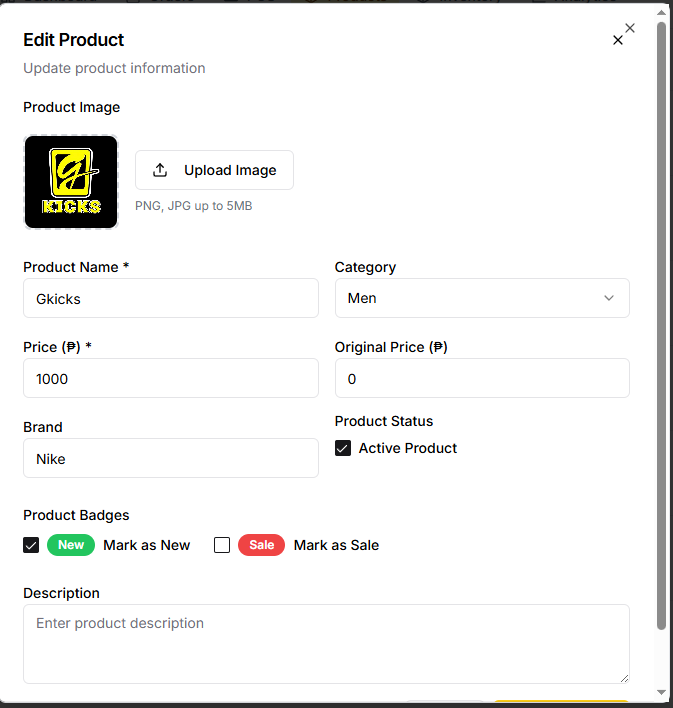 Edit Product
Update product information
Product Image
g
KICKS
Upload Image
PNG, JPG up to 5MB
Product Name *
Category
Gkicks
Men
Price (₱) *
Original Price (₱)
1000
0
Brand
Product Status
Nike
Active Product
Product Badges
New Mark as New Sale Mark as Sale
Description
Enter product description